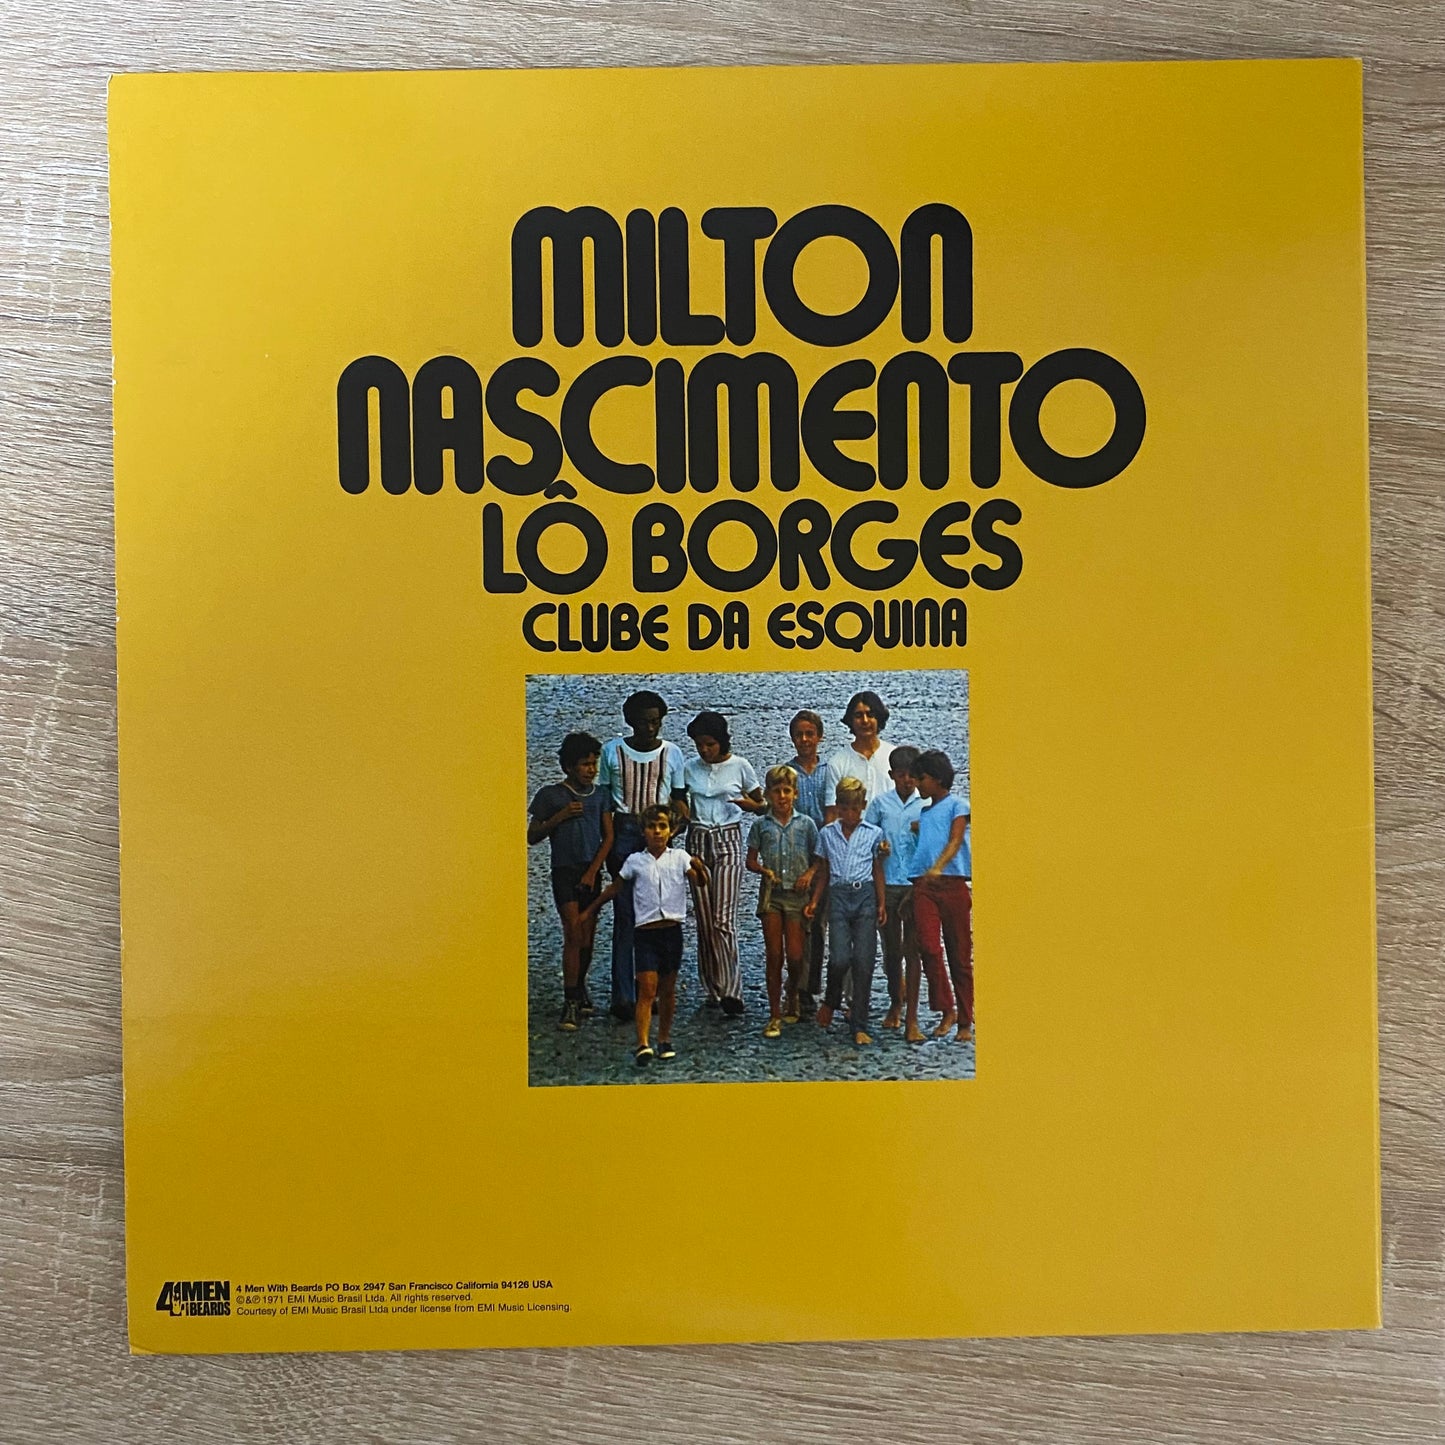 MILTON
NASCIMENTO
LÔ BORGES
CLUBE DA ESQUINA
4 MEN
BEARDS
4 Men With Beards PO Box 2947 San Francisco California 94126 USA
©&℗ 1971 EMI Music Brasil Ltda. All rights reserved.
Courtesy of EMI Music Brasil Ltda under license from EMI Music Licensing.